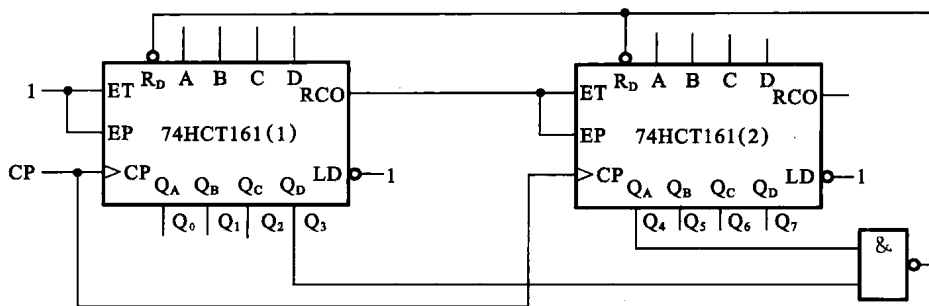 R_D A B C D
R_D A B C D
1 ET RCO
ET RCO
EP 74HCT161(1)
EP 74HCT161(2)
CP CP LD 1
CP LD 1
Q_A Q_B Q_C Q_D
Q_A Q_B Q_C Q_D
Q_0 Q_1 Q_2 Q_3
Q_4 Q_5 Q_6 Q_7
&